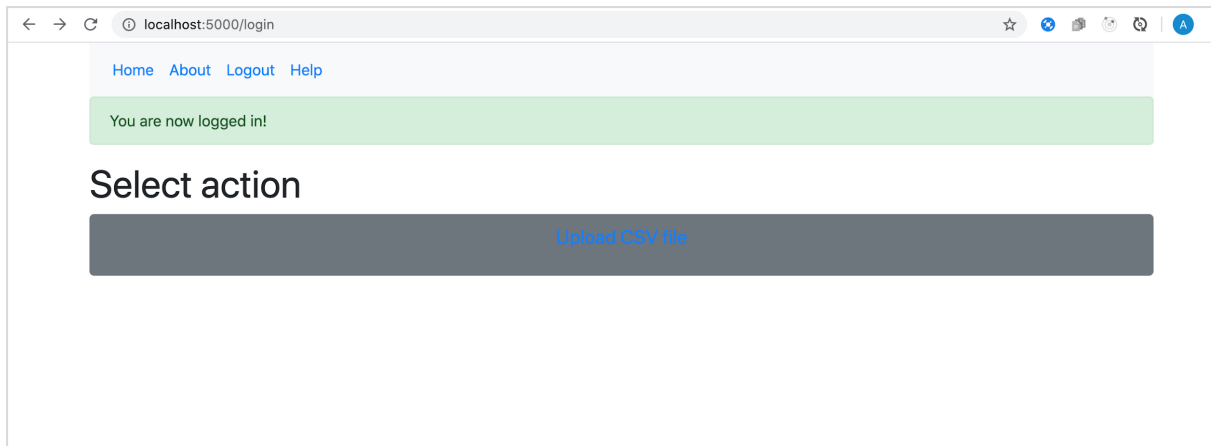 localhost:5000/login
A
Home About Logout Help
You are now logged in!
Select action
Upload CSV file